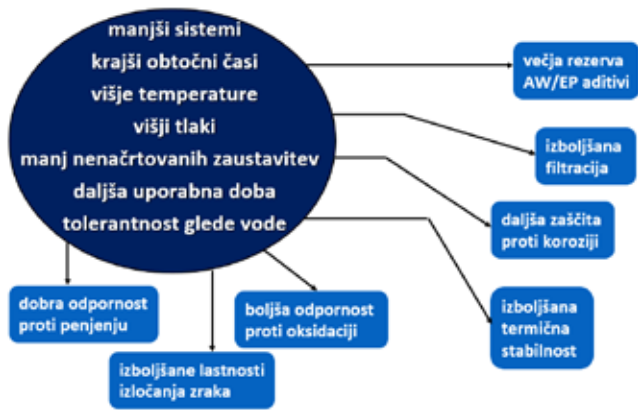 manjši sistemi
krajši obtočni časi
višje temperature
višji tlaki
manj nenačrtovanih zaustavitev
daljša uporabna doba
tolerantnost glede vode
večja rezerva
AW/EP aditivi
izboljšana
filtracija
daljša zaščita
proti koroziji
izboljšana
termična
stabilnost
boljša odpornost
proti oksidaciji
izboljšane lastnosti
izločanja zraka
dobra odpornost
proti penjenju